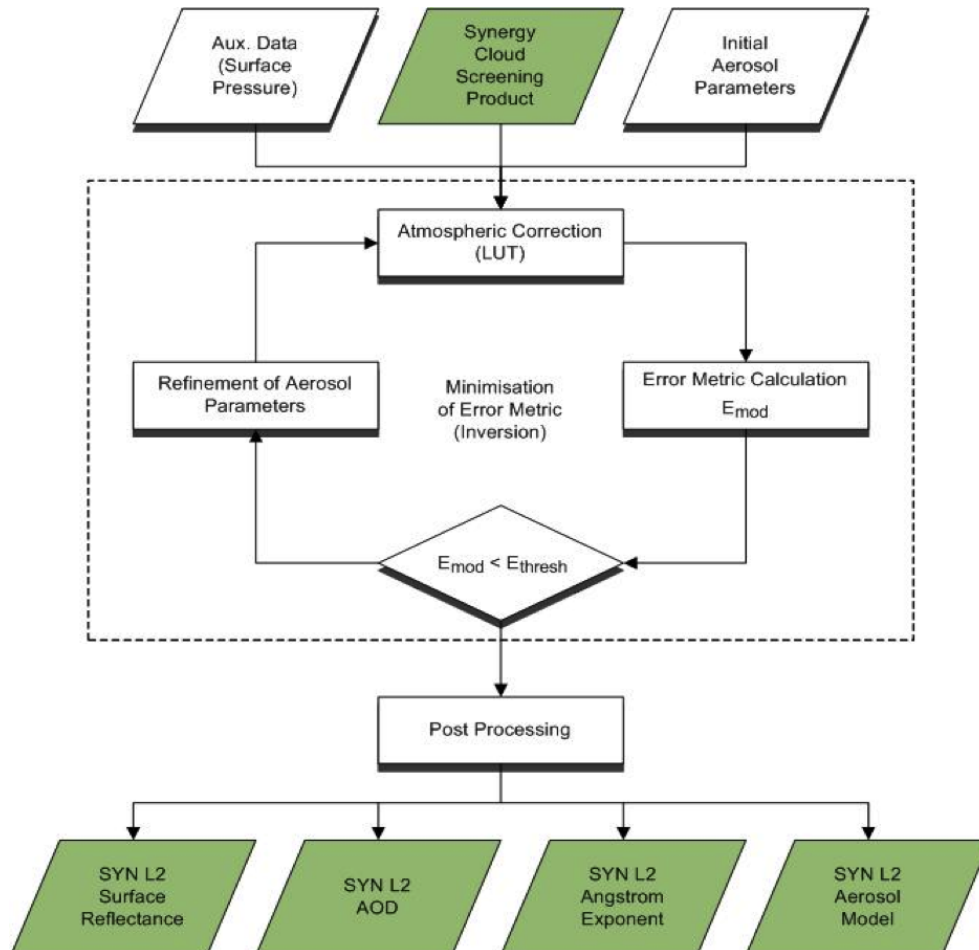 Aux. Data
(Surface
Pressure)
Synergy
Cloud
Screening
Product
Initial
Aerosol
Parameters
Atmospheric Correction
(LUT)
Refinement of Aerosol
Parameters
Minimisation
of Error Metric
(Inversion)
Error Metric Calculation
Emod
Emod < Ethresh
Post Processing
SYN L2
Surface
Reflectance
SYN L2
AOD
SYN L2
Angstrom
Exponent
SYN L2
Aerosol
Model